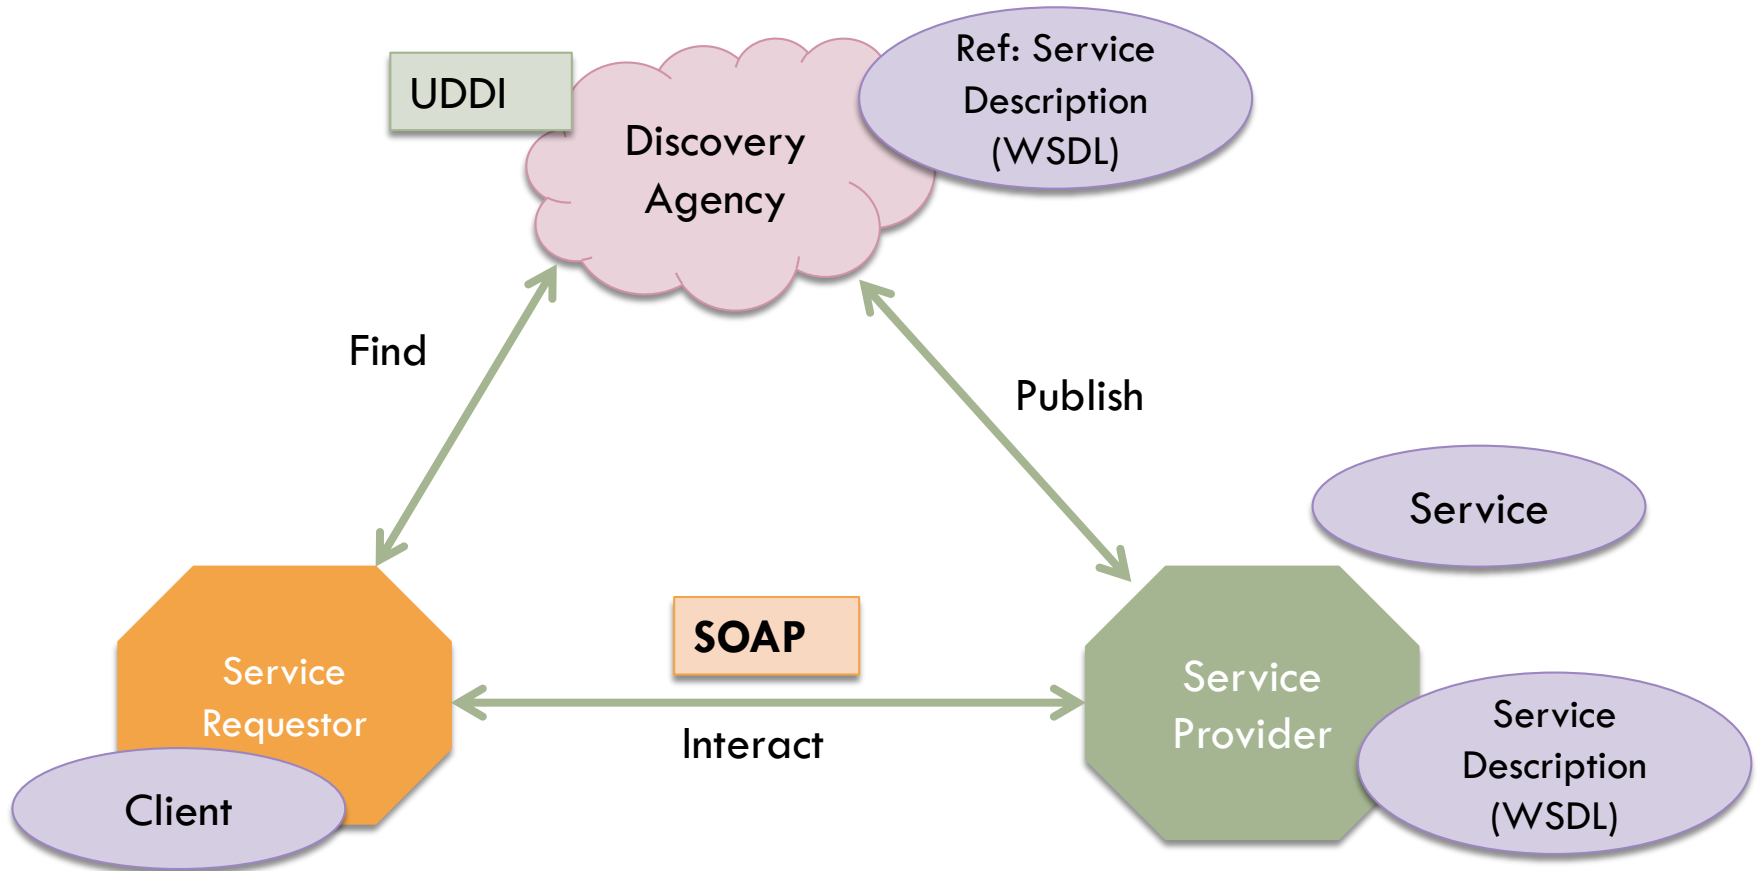 UDDI
Discovery
Agency
Ref: Service
Description
(WSDL)
Find
Publish
Service
SOAP
Interact
Service
Requestor
Client
Service
Provider
Service
Description
(WSDL)